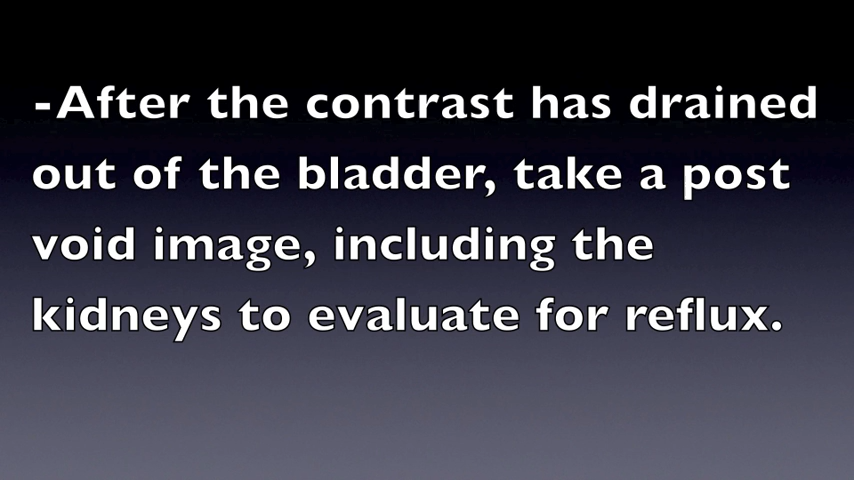 -After the contrast has drained
out of the bladder, take a post
void image, including the
kidneys to evaluate for reflux.